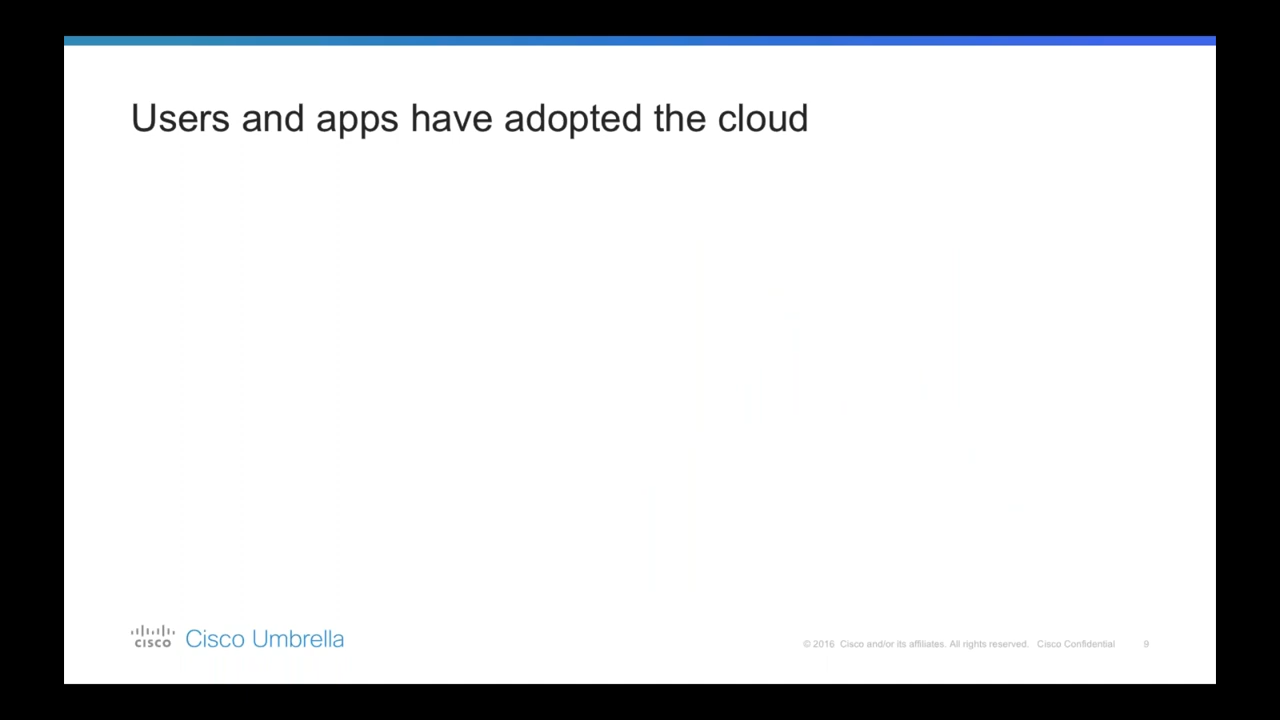 Users and apps have adopted the cloud
CISCO Cisco Umbrella
© 2016 Cisco and/or its affiliates. All rights reserved. Cisco Confidential 9